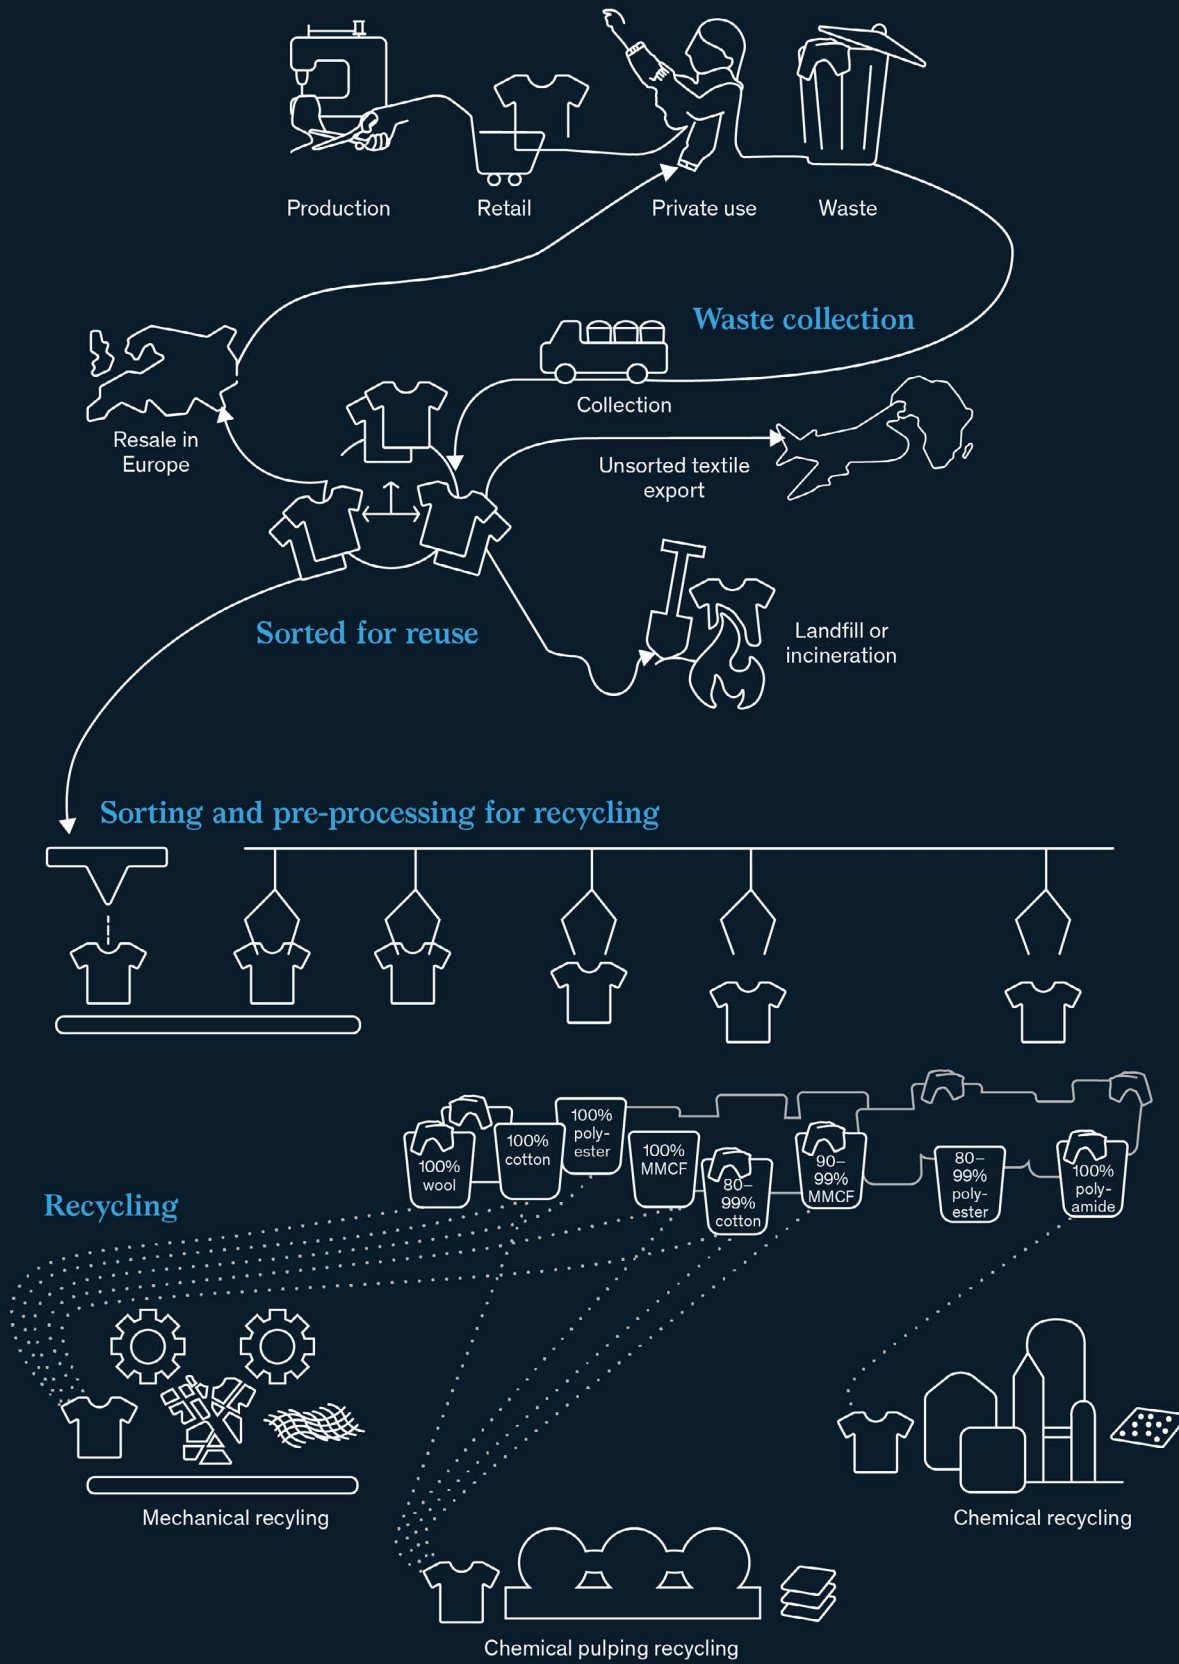 Production
Retail
Private use
Waste
Waste collection
Collection
Resale in
Europe
Unsorted textile
export
Sorted for reuse
Landfill or
incineration
Sorting and pre-processing for recycling
100%
wool
100%
cotton
100%
poly-
ester
100%
MMCF
80–
99%
cotton
90–
99%
MMCF
80–
99%
poly-
ester
100%
poly-
amide
Recycling
Mechanical recyling
Chemical recycling
Chemical pulping recycling